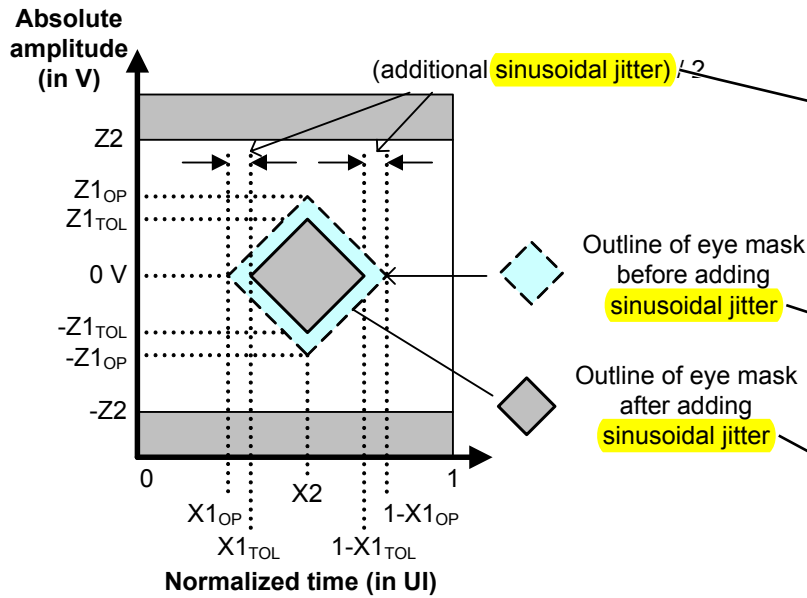 Absolute
amplitude
(in V)
(additional sinusoidal jitter) / 2
Z2
Z1OP
Z1TOL
0 V
-Z1TOL
-Z1OP
-Z2
Outline of eye mask
before adding
sinusoidal jitter
Outline of eye mask
after adding
sinusoidal jitter
0
X2
1
X1OP
1-X1OP
X1TOL
1-X1TOL
Normalized time (in UI)